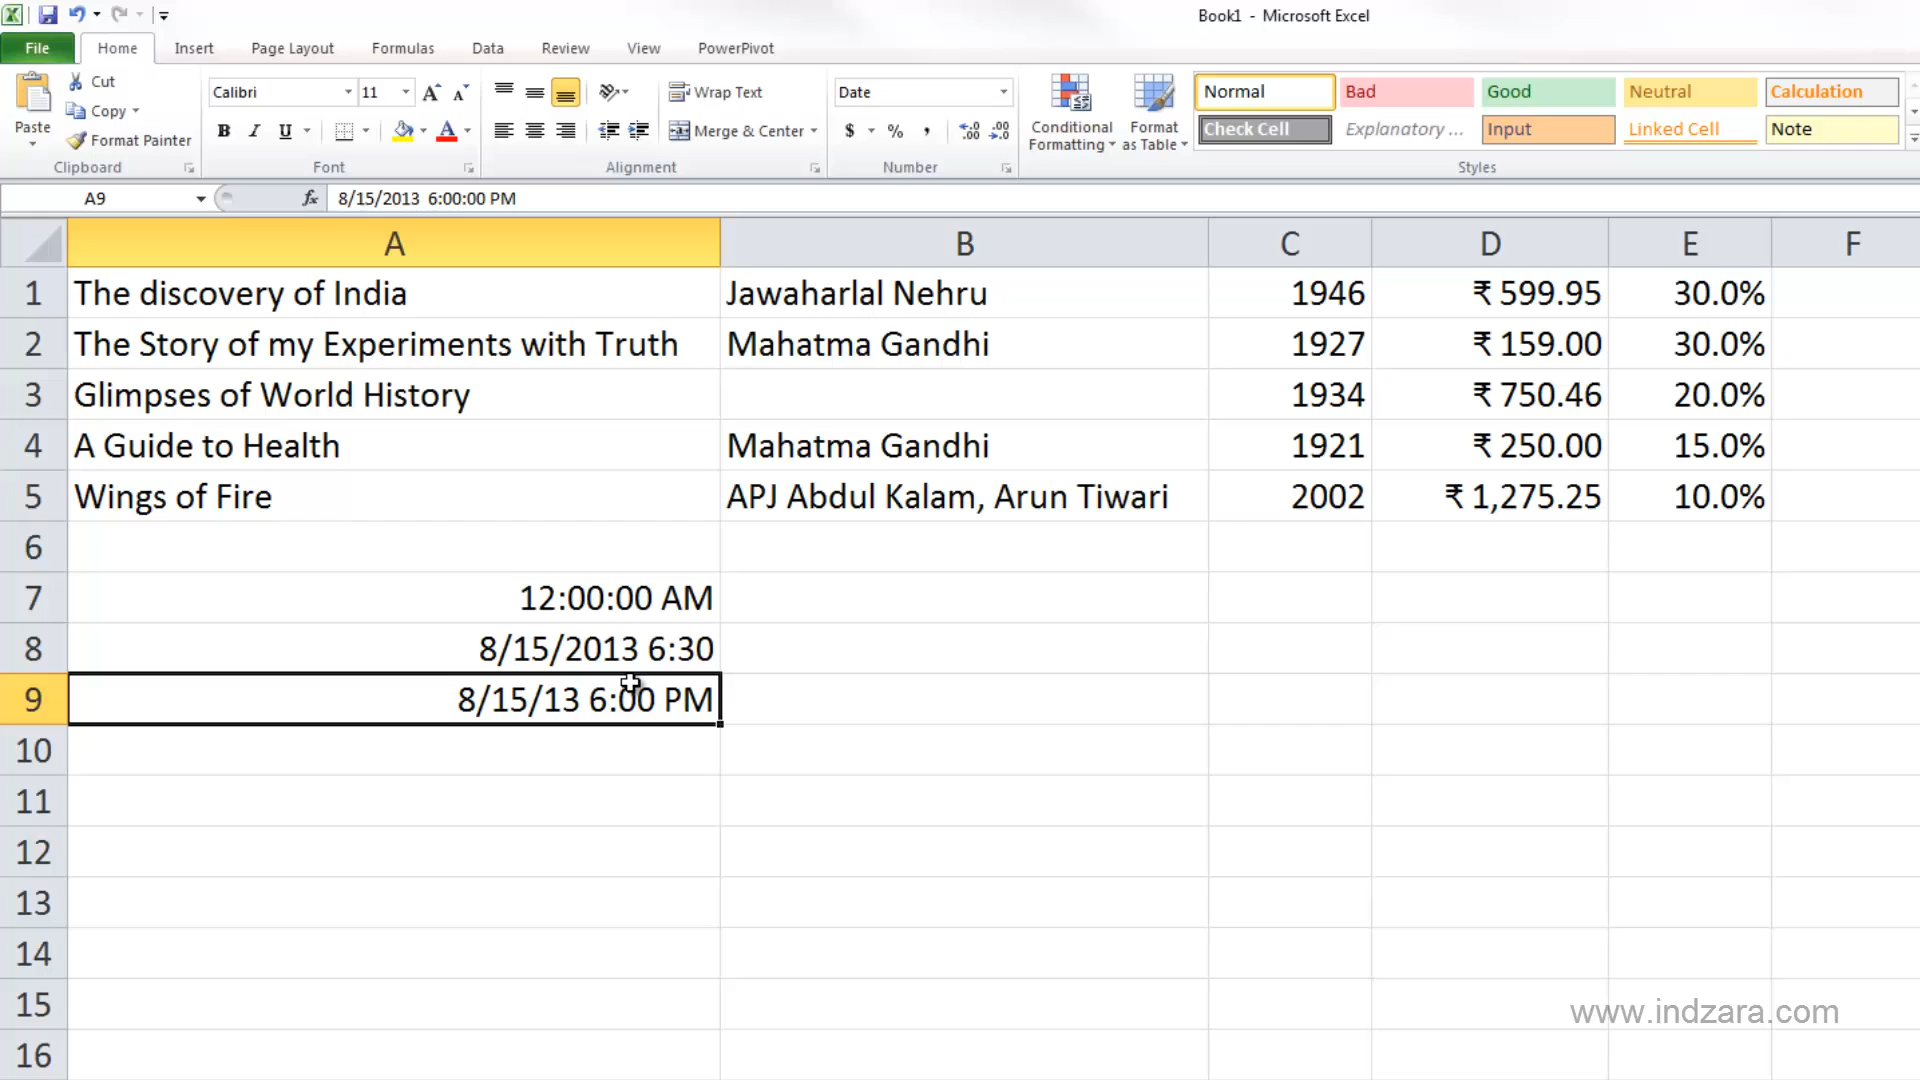 Book1 - Microsoft Excel
File Home Insert Page Layout Formulas Data Review View PowerPivot
Paste
Cut
Copy
Format Painter
Clipboard
Calibri 11
B I U
Font
Wrap Text
Merge & Center
Alignment
Date
$ % ,
Number
Conditional Formatting
Format as Table
Normal Bad Good Neutral Calculation
Check Cell Explanatory ... Input Linked Cell Note
Styles
A9 fx 8/15/2013 6:00:00 PM
A B C D E F
1 The discovery of India Jawaharlal Nehru 1946 ₹ 599.95 30.0%
2 The Story of my Experiments with Truth Mahatma Gandhi 1927 ₹ 159.00 30.0%
3 Glimpses of World History 1934 ₹ 750.46 20.0%
4 A Guide to Health Mahatma Gandhi 1921 ₹ 250.00 15.0%
5 Wings of Fire APJ Abdul Kalam, Arun Tiwari 2002 ₹ 1,275.25 10.0%
6
7 12:00:00 AM
8 8/15/2013 6:30
9 8/15/13 6:00 PM
10
11
12
13
14
15
www.indzara.com
16